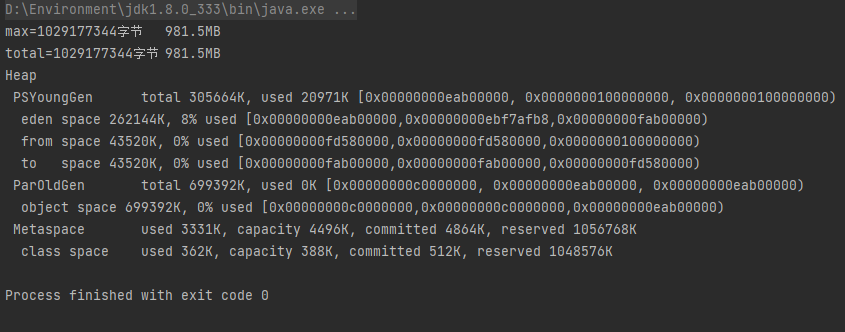 D:\Environment\jdk1.8.0_333\bin\java.exe ...
max=1029177344字节   981.5MB
total=1029177344字节 981.5MB
Heap
 PSYoungGen      total 305664K, used 20971K [0x00000000eab00000, 0x0000000100000000, 0x0000000100000000)
  eden space 262144K, 8% used [0x00000000eab00000,0x00000000ebf7afb8,0x00000000fab00000)
  from space 43520K, 0% used [0x00000000fd580000,0x00000000fd580000,0x0000000100000000)
  to   space 43520K, 0% used [0x00000000fab00000,0x00000000fab00000,0x00000000fd580000)
 ParOldGen       total 699392K, used 0K [0x00000000c0000000, 0x00000000eab00000, 0x00000000eab00000)
  object space 699392K, 0% used [0x00000000c0000000,0x00000000c0000000,0x00000000eab00000)
 Metaspace       used 3331K, capacity 4496K, committed 4864K, reserved 1056768K
  class space    used 362K, capacity 388K, committed 512K, reserved 1048576K
Process finished with exit code 0